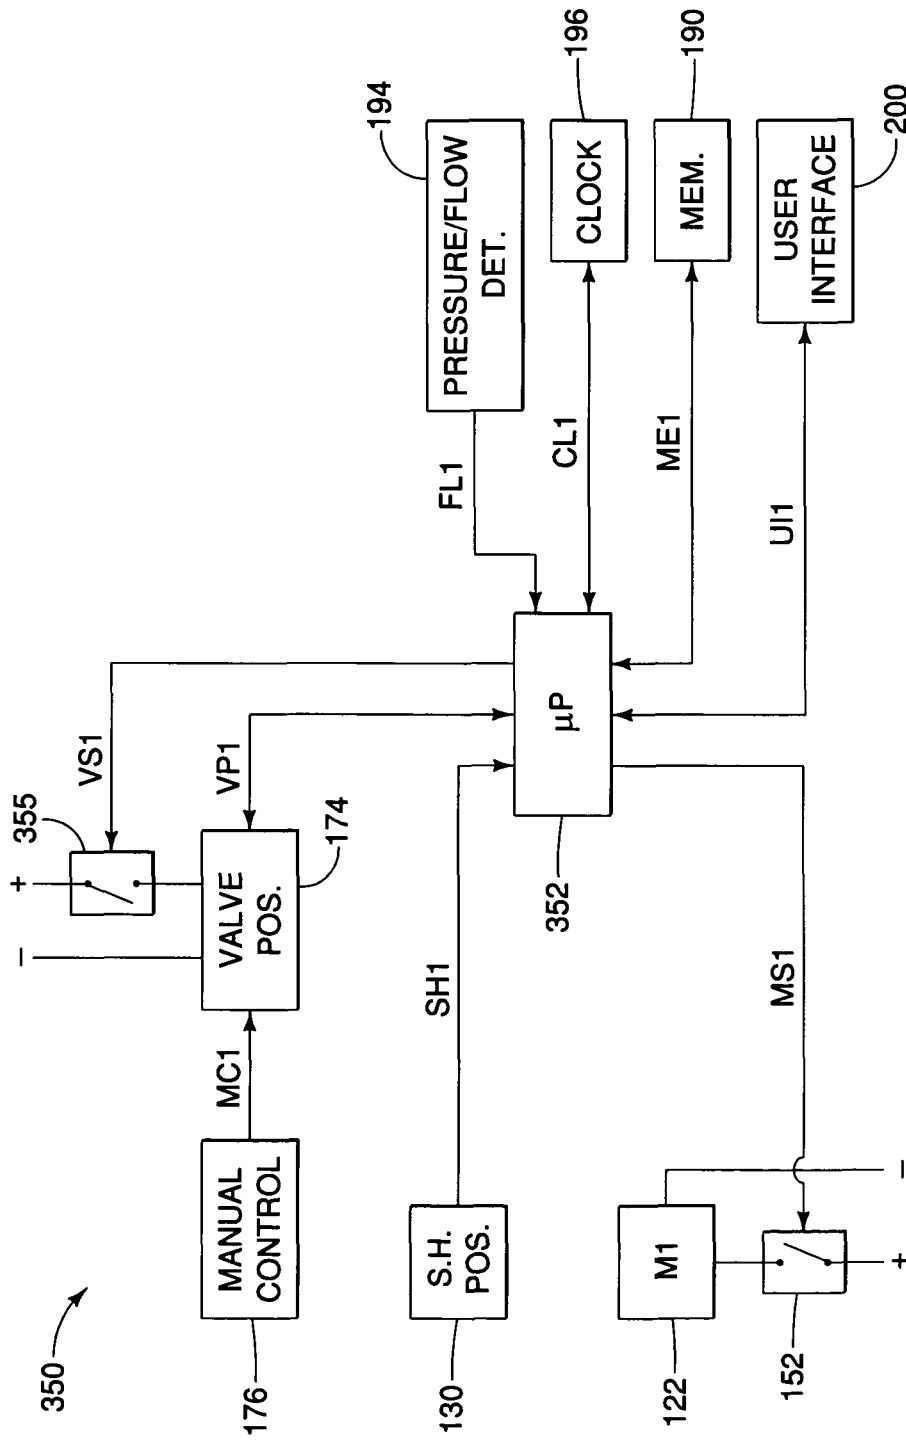 350
MANUAL
CONTROL
176
MC1
−
+
355
VS1
VALVE
POS.
174
VP1
194
PRESSURE/FLOW
DET.
FL1
196
CLOCK
CL1
190
MEM.
ME1
200
USER
INTERFACE
UI1
S.H.
POS.
130
SH1
μP
352
M1
122
152
MS1
−
+